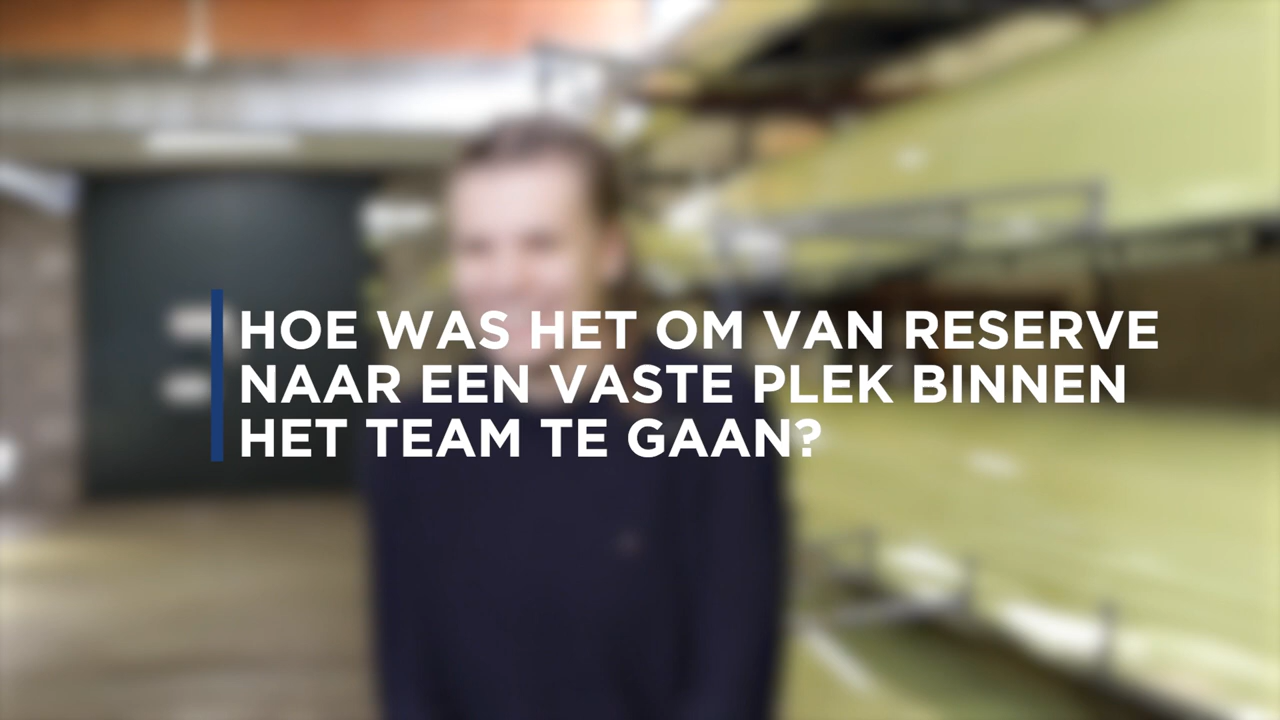 HOE WAS HET OM VAN RESERVE
NAAR EEN VASTE PLEK BINNEN
HET TEAM TE GAAN?